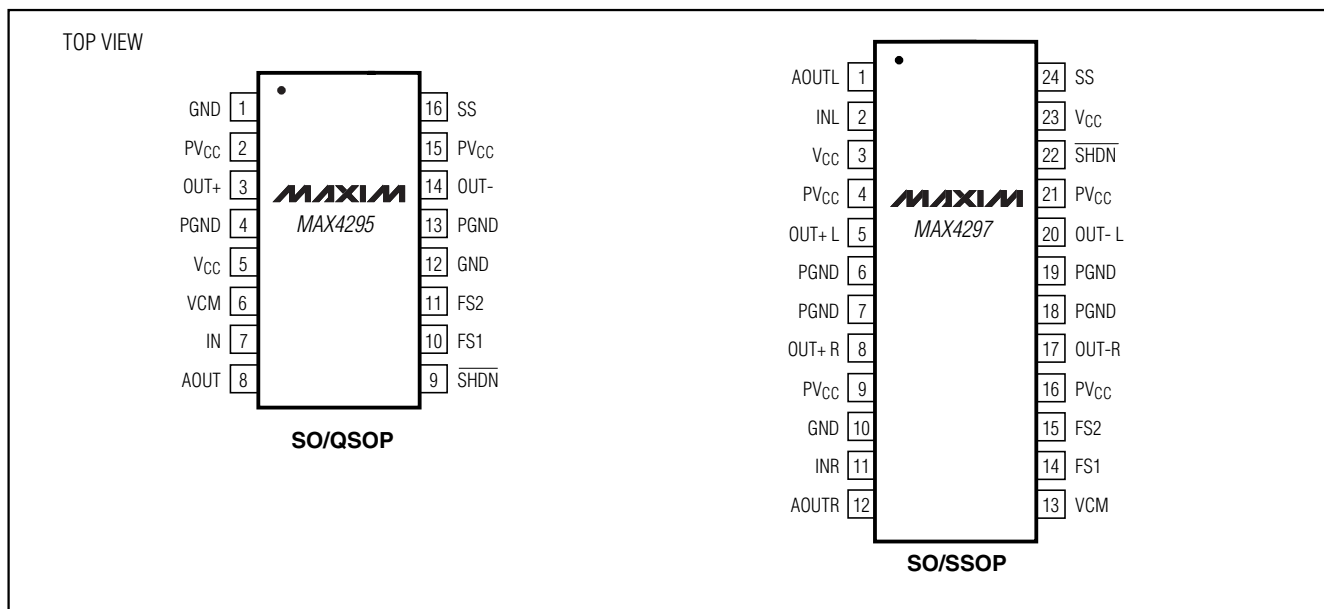 TOP VIEW
GND 1
PVCC 2
OUT+ 3
PGND 4
VCC 5
VCM 6
IN 7
AOUT 8
MAXIM
MAX4295
16 SS
15 PVCC
14 OUT-
13 PGND
12 GND
11 FS2
10 FS1
9 S̅H̅D̅N̅
SO/QSOP
AOUTL 1
INL 2
VCC 3
PVCC 4
OUT+ L 5
PGND 6
PGND 7
OUT+ R 8
PVCC 9
GND 10
INR 11
AOUTR 12
MAXIM
MAX4297
24 SS
23 VCC
22 S̅H̅D̅N̅
21 PVCC
20 OUT- L
19 PGND
18 PGND
17 OUT-R
16 PVCC
15 FS2
14 FS1
13 VCM
SO/SSOP